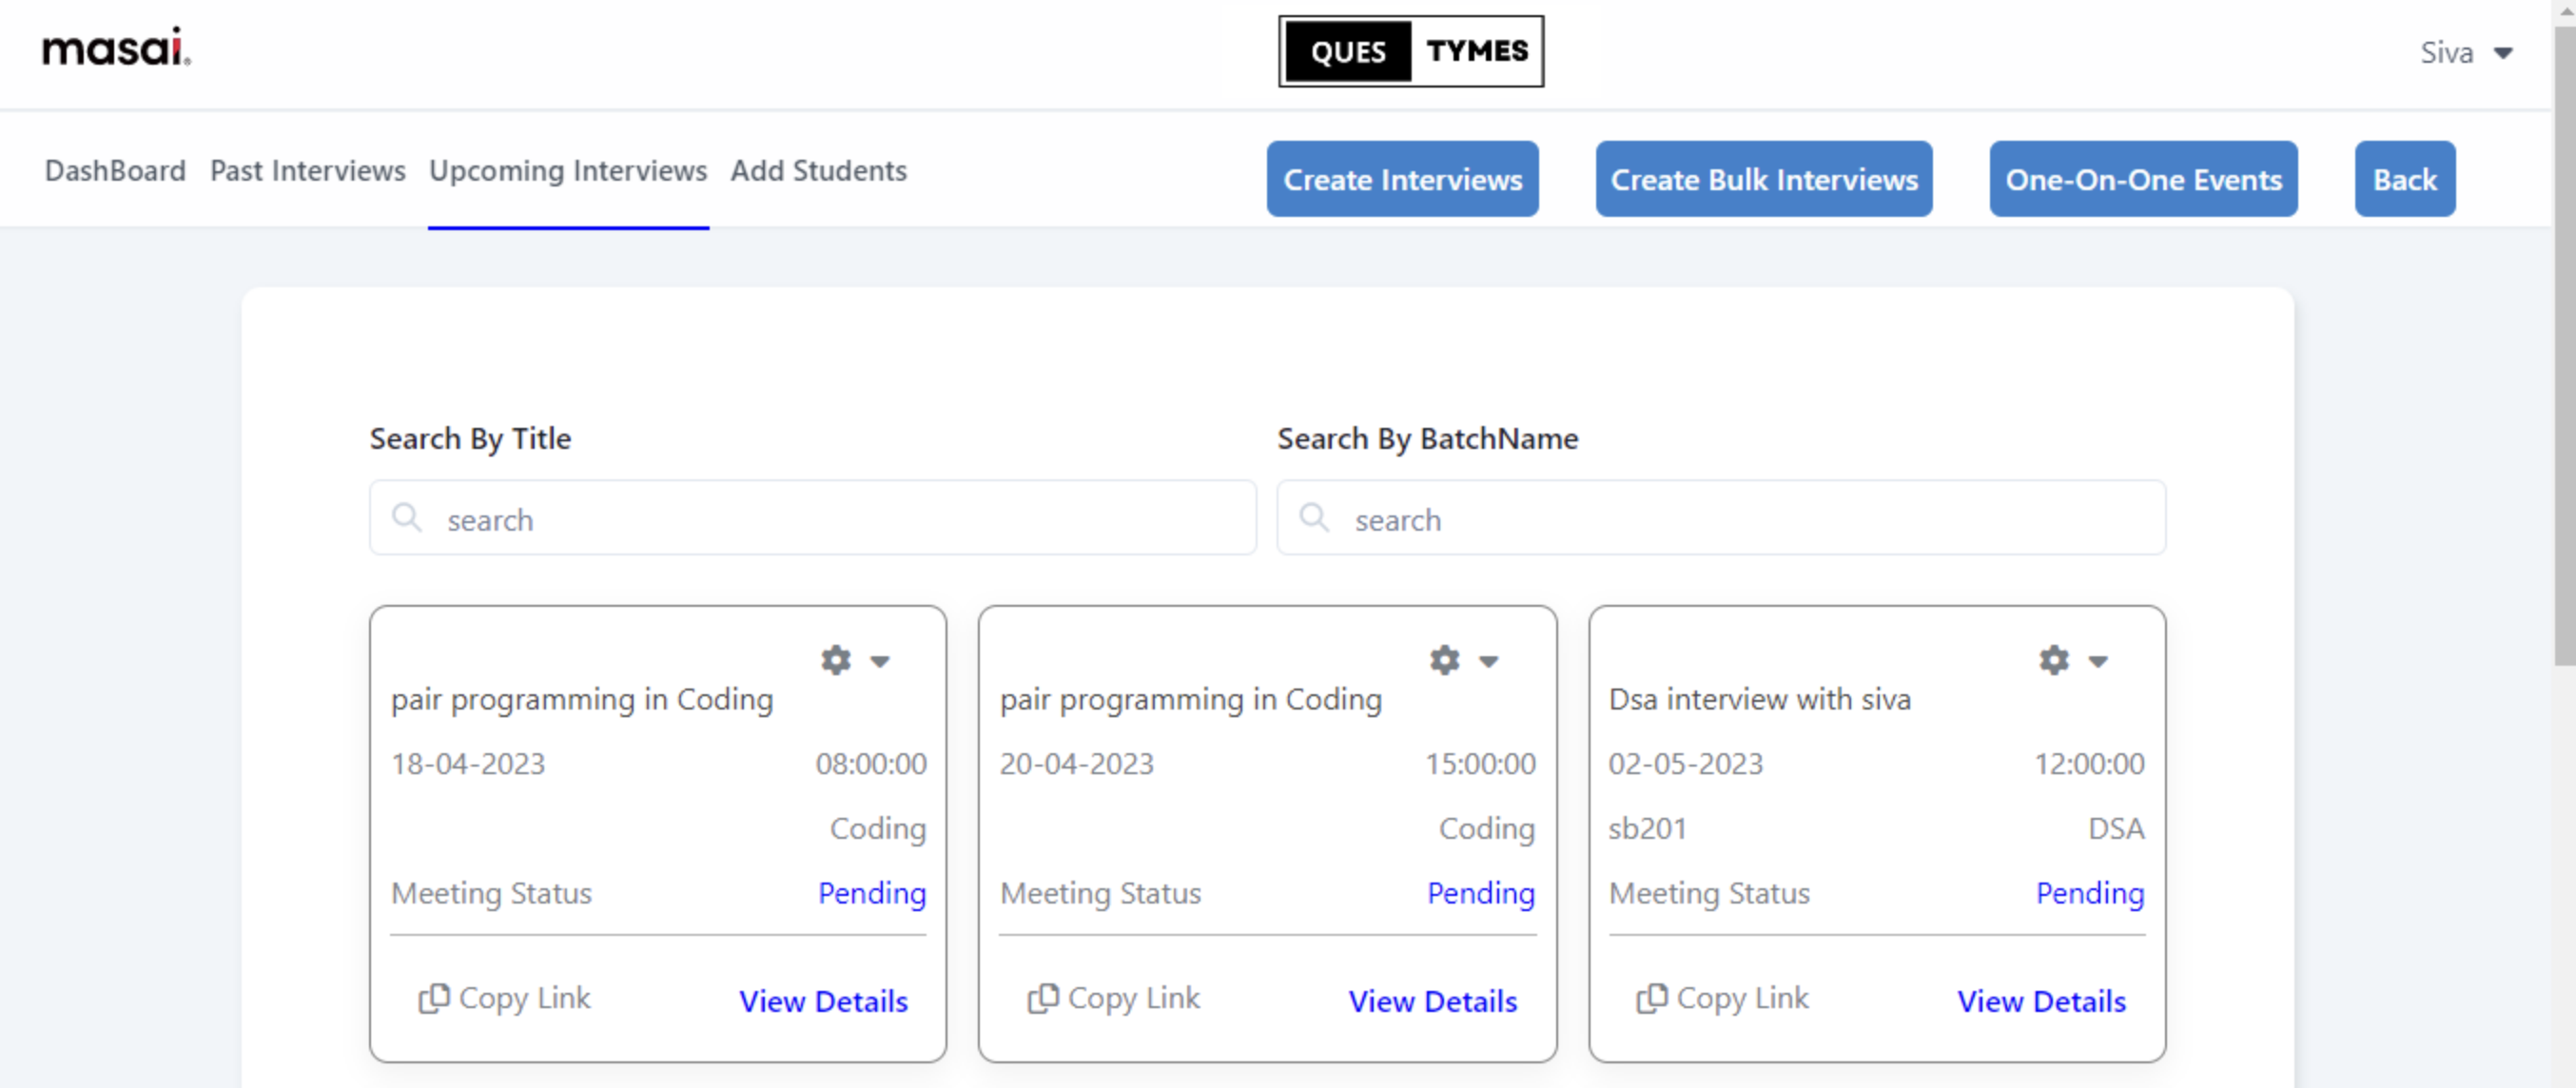 masai.
QUES TYMES
Siva
DashBoard Past Interviews Upcoming Interviews Add Students
Create Interviews Create Bulk Interviews One-On-One Events Back
Search By Title
Search By BatchName
search
search
pair programming in Coding
18-04-2023 08:00:00
Coding
Meeting Status Pending
Copy Link View Details
pair programming in Coding
20-04-2023 15:00:00
Coding
Meeting Status Pending
Copy Link View Details
Dsa interview with siva
02-05-2023 12:00:00
sb201 DSA
Meeting Status Pending
Copy Link View Details